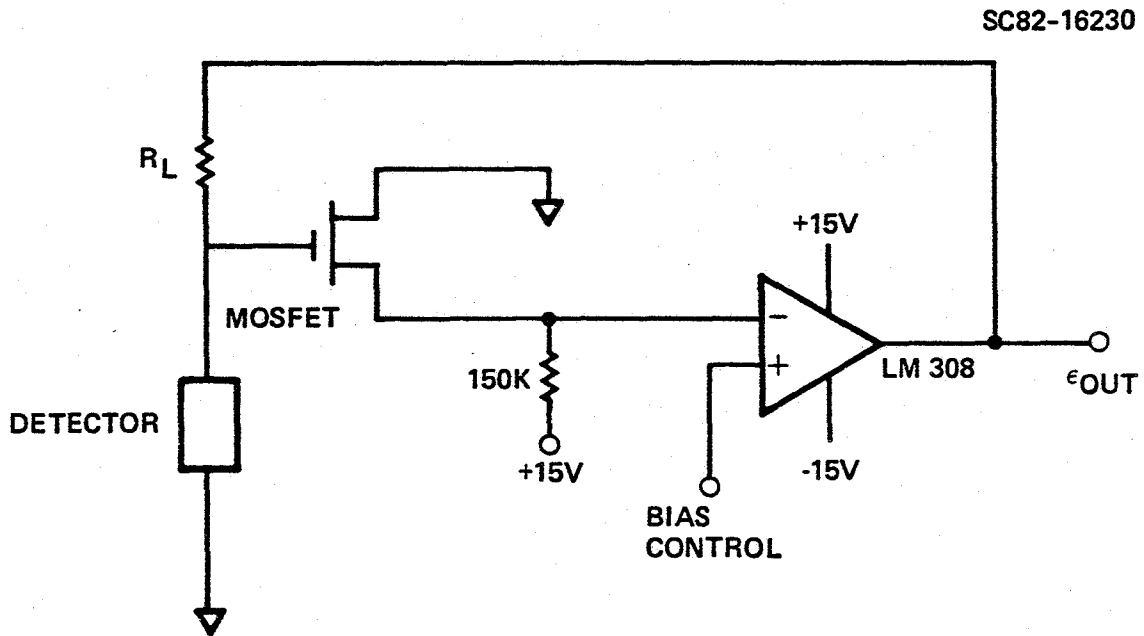 SC82-16230
R_L
MOSFET
+15V
−
+
LM 308
150K
ϵ_OUT
DETECTOR
+15V
-15V
BIAS
CONTROL